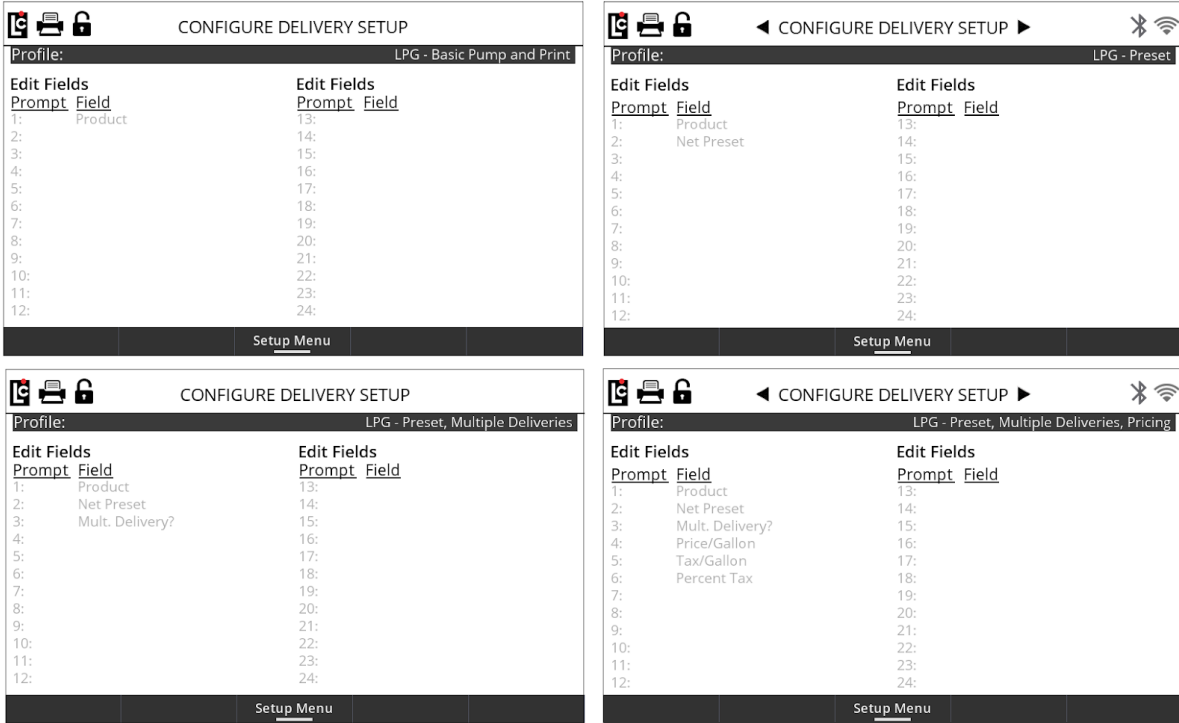 LC CONFIGURE DELIVERY SETUP
Profile: LPG - Basic Pump and Print
Edit Fields Edit Fields
Prompt Field Prompt Field
1: Product 13:
2: 14:
3: 15:
4: 16:
5: 17:
6: 18:
7: 19:
8: 20:
9: 21:
10: 22:
11: 23:
12: 24:
Setup Menu
LC CONFIGURE DELIVERY SETUP
Profile: LPG - Preset
Edit Fields Edit Fields
Prompt Field Prompt Field
1: Product 13:
2: Net Preset 14:
3: 15:
4: 16:
5: 17:
6: 18:
7: 19:
8: 20:
9: 21:
10: 22:
11: 23:
12: 24:
Setup Menu
LC CONFIGURE DELIVERY SETUP
Profile: LPG - Preset, Multiple Deliveries
Edit Fields Edit Fields
Prompt Field Prompt Field
1: Product 13:
2: Net Preset 14:
3: Mult. Delivery? 15:
4: 16:
5: 17:
6: 18:
7: 19:
8: 20:
9: 21:
10: 22:
11: 23:
12: 24:
Setup Menu
LC CONFIGURE DELIVERY SETUP
Profile: LPG - Preset, Multiple Deliveries, Pricing
Edit Fields Edit Fields
Prompt Field Prompt Field
1: Product 13:
2: Net Preset 14:
3: Mult. Delivery? 15:
4: Price/Gallon 16:
5: Tax/Gallon 17:
6: Percent Tax 18:
7: 19:
8: 20:
9: 21:
10: 22:
11: 23:
12: 24:
Setup Menu